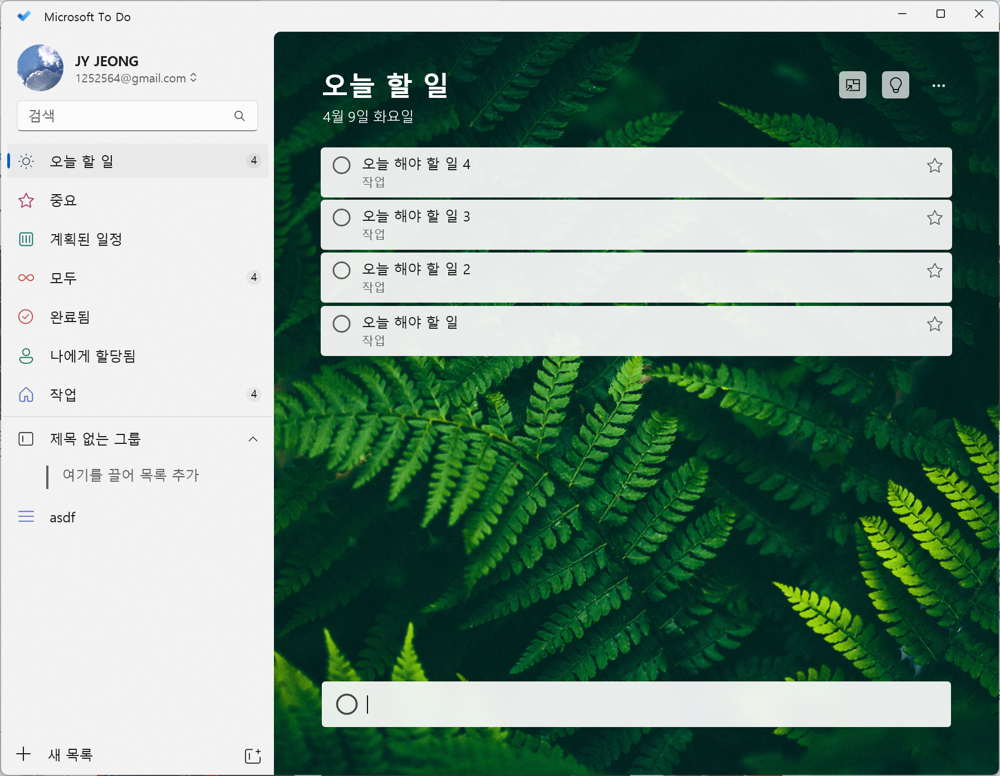 Microsoft To Do
JY JEONG
1252564@gmail.com
검색
오늘 할 일 4
중요
계획된 일정
모두 4
완료됨
나에게 할당됨
작업 4
제목 없는 그룹
여기를 끌어 목록 추가
asdf
새 목록
오늘 할 일
4월 9일 화요일
오늘 해야 할 일 4
작업
오늘 해야 할 일 3
작업
오늘 해야 할 일 2
작업
오늘 해야 할 일
작업